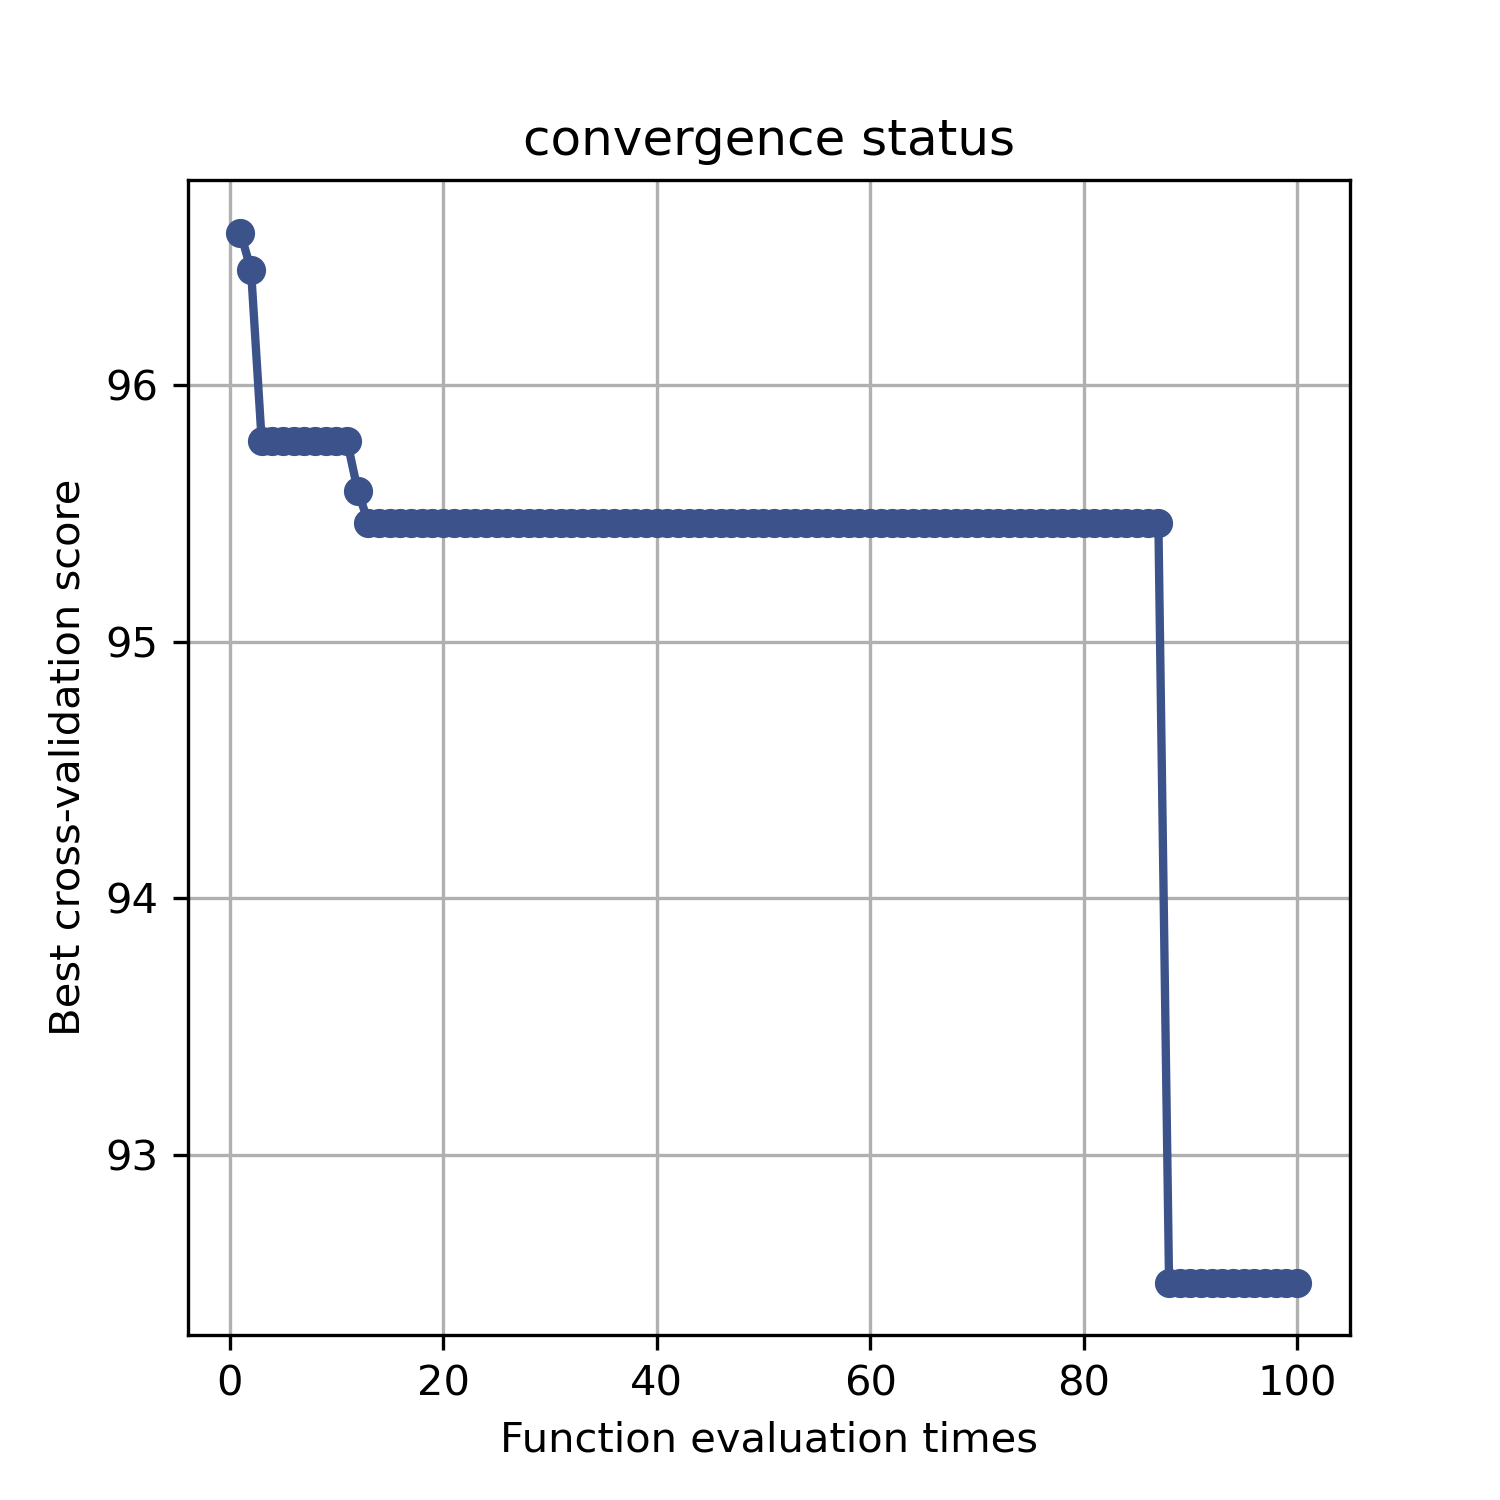 convergence status
Best cross-validation score
96
95
94
93
0 20 40 60 80 100
Function evaluation times